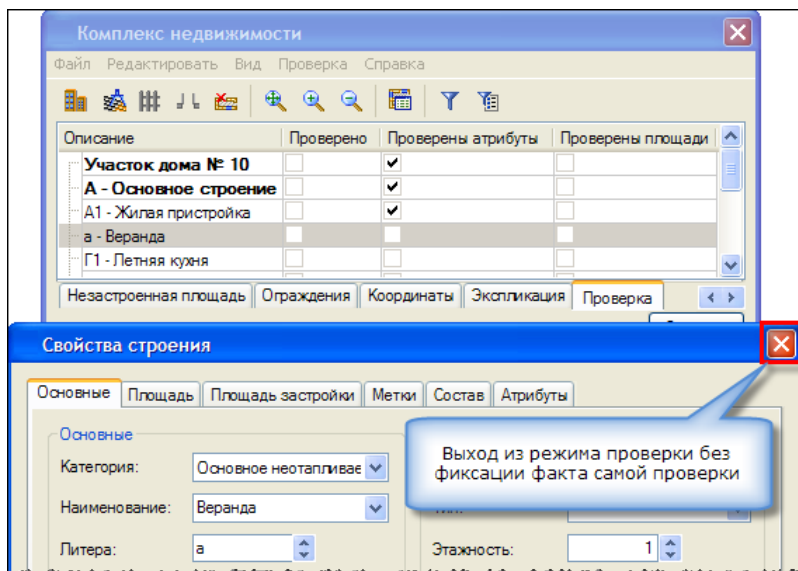 Комплекс недвижимости
Файл Редактировать Вид Проверка Справка
Описание Проверено Проверены атрибуты Проверены площади
Участок дома № 10
А - Основное строение
А1 - Жилая пристройка
а - Веранда
Г1 - Летняя кухня
Незастроенная площадь Ограждения Координаты Экспликация Проверка
Свойства строения
Основные Площадь Площадь застройки Метки Состав Атрибуты
Основные
Выход из режима проверки без
фиксации факта самой проверки
Категория: Основное неотапливае
Наименование: Веранда
Литера: а Этажность: 1